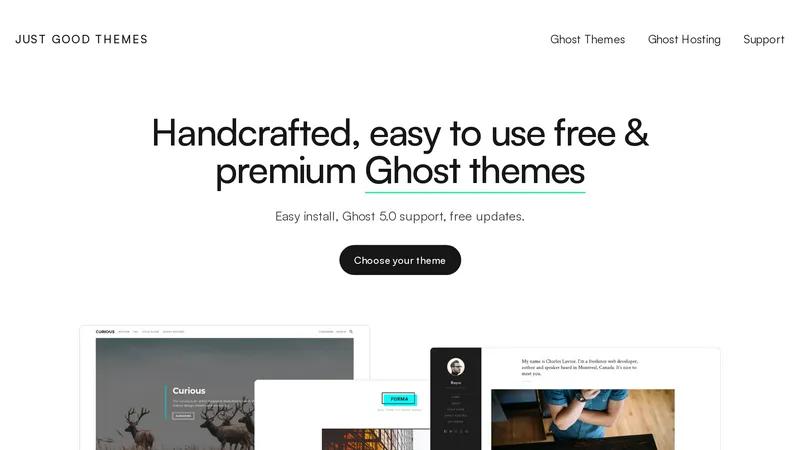 JUST GOOD THEMES
Ghost Themes
Ghost Hosting
Support
Handcrafted, easy to use free &
premium Ghost themes
Easy install, Ghost 5.0 support, free updates.
Choose your theme
CURIOUS
Curious
FORMA
Royce
My name is Charles Lawtor. I'm a freelance web developer,
author and speaker based in Montreal, Canada. It's nice to
meet you.